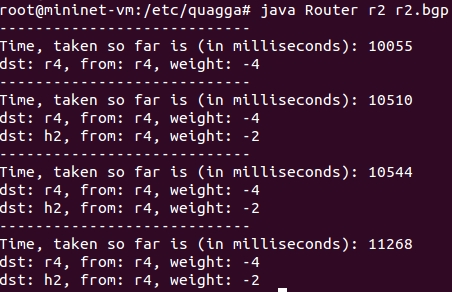 root@mininet-vm:/etc/quagga# java Router r2 r2.bgp
----------------------------
Time, taken so far is (in milliseconds): 10055
dst: r4, from: r4, weight: -4
----------------------------
Time, taken so far is (in milliseconds): 10510
dst: r4, from: r4, weight: -4
dst: h2, from: r4, weight: -2
----------------------------
Time, taken so far is (in milliseconds): 10544
dst: r4, from: r4, weight: -4
dst: h2, from: r4, weight: -2
----------------------------
Time, taken so far is (in milliseconds): 11268
dst: r4, from: r4, weight: -4
dst: h2, from: r4, weight: -2